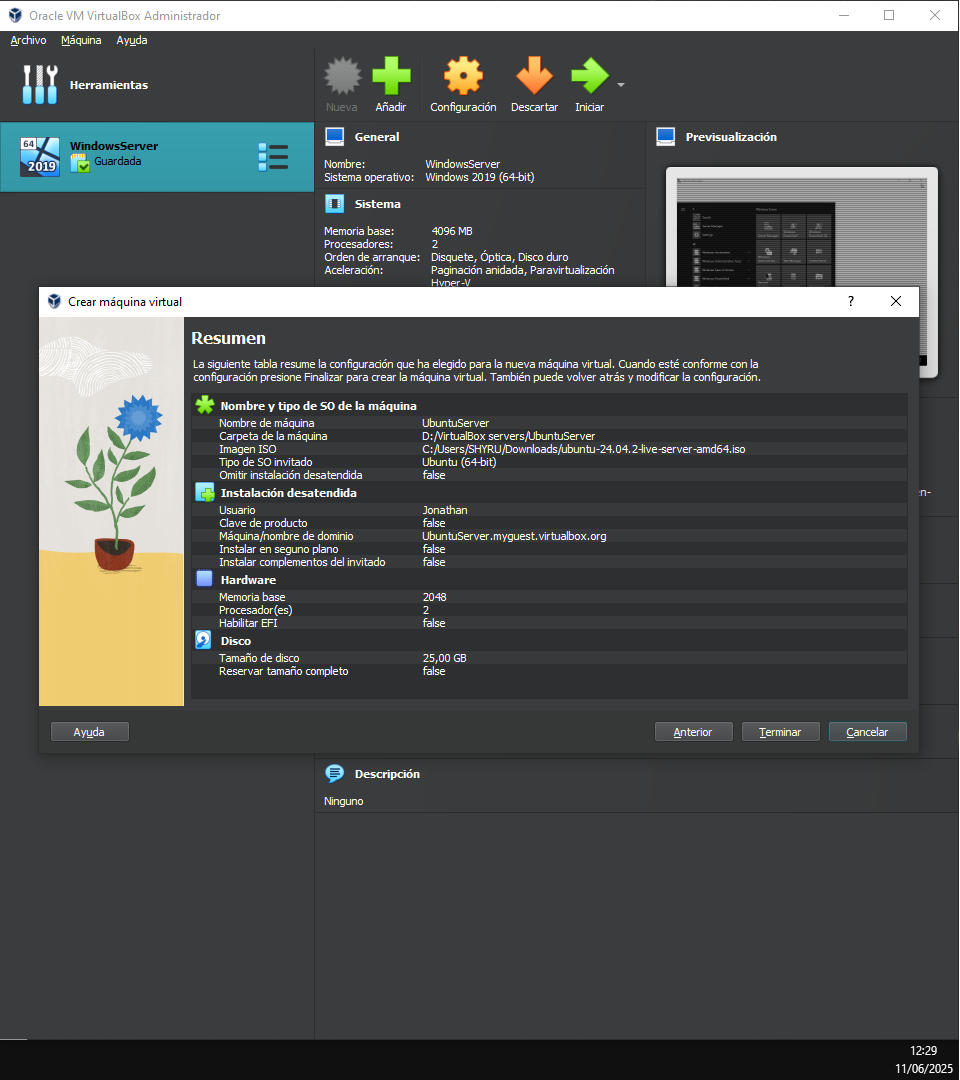 Oracle VM VirtualBox Administrador
Archivo Máquina Ayuda
Herramientas
Nueva Añadir Configuración Descartar Iniciar
64
2019
WindowsServer
Guardada
General
Nombre: WindowsServer
Sistema operativo: Windows 2019 (64-bit)
Sistema
Memoria base: 4096 MB
Procesadores: 2
Orden de arranque: Disquete, Óptica, Disco duro
Aceleración: Paginación anidada, Paravirtualización
Hyper-V
Previsualización
Crear máquina virtual
?
Resumen
La siguiente tabla resume la configuración que ha elegido para la nueva máquina virtual. Cuando esté conforme con la
configuración presione Finalizar para crear la máquina virtual. También puede volver atrás y modificar la configuración.
Nombre y tipo de SO de la máquina
Nombre de máquina UbuntuServer
Carpeta de la máquina D:/VirtualBox servers/UbuntuServer
Imagen ISO C:/Users/SHYRU/Downloads/ubuntu-24.04.2-live-server-amd64.iso
Tipo de SO invitado Ubuntu (64-bit)
Omitir instalación desatendida false
Instalación desatendida
Usuario Jonathan
Clave de producto false
Máquina/nombre de dominio UbuntuServer.myguest.virtualbox.org
Instalar en seguno plano false
Instalar complementos del invitado false
Hardware
Memoria base 2048
Procesador(es) 2
Habilitar EFI false
Disco
Tamaño de disco 25,00 GB
Reservar tamaño completo false
Ayuda Anterior Terminar Cancelar
en-
Descripción
Ninguno
12:29
11/06/2025